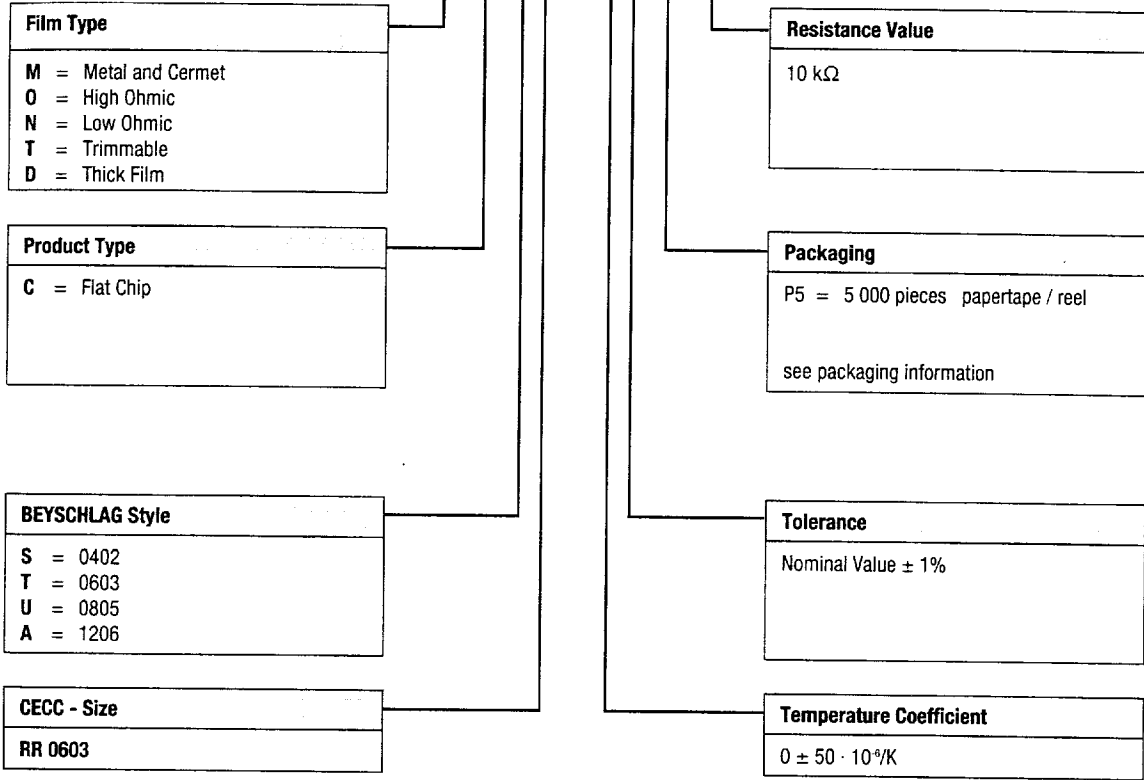 Film Type
M = Metal and Cermet
O = High Ohmic
N = Low Ohmic
T = Trimmable
D = Thick Film
Product Type
C = Flat Chip
BEYSCHLAG Style
S = 0402
T = 0603
U = 0805
A = 1206
CECC - Size
RR 0603
Resistance Value
10 kΩ
Packaging
P5 = 5 000 pieces papertape / reel
see packaging information
Tolerance
Nominal Value ± 1%
Temperature Coefficient
0 ± 50 · 10⁻⁶/K